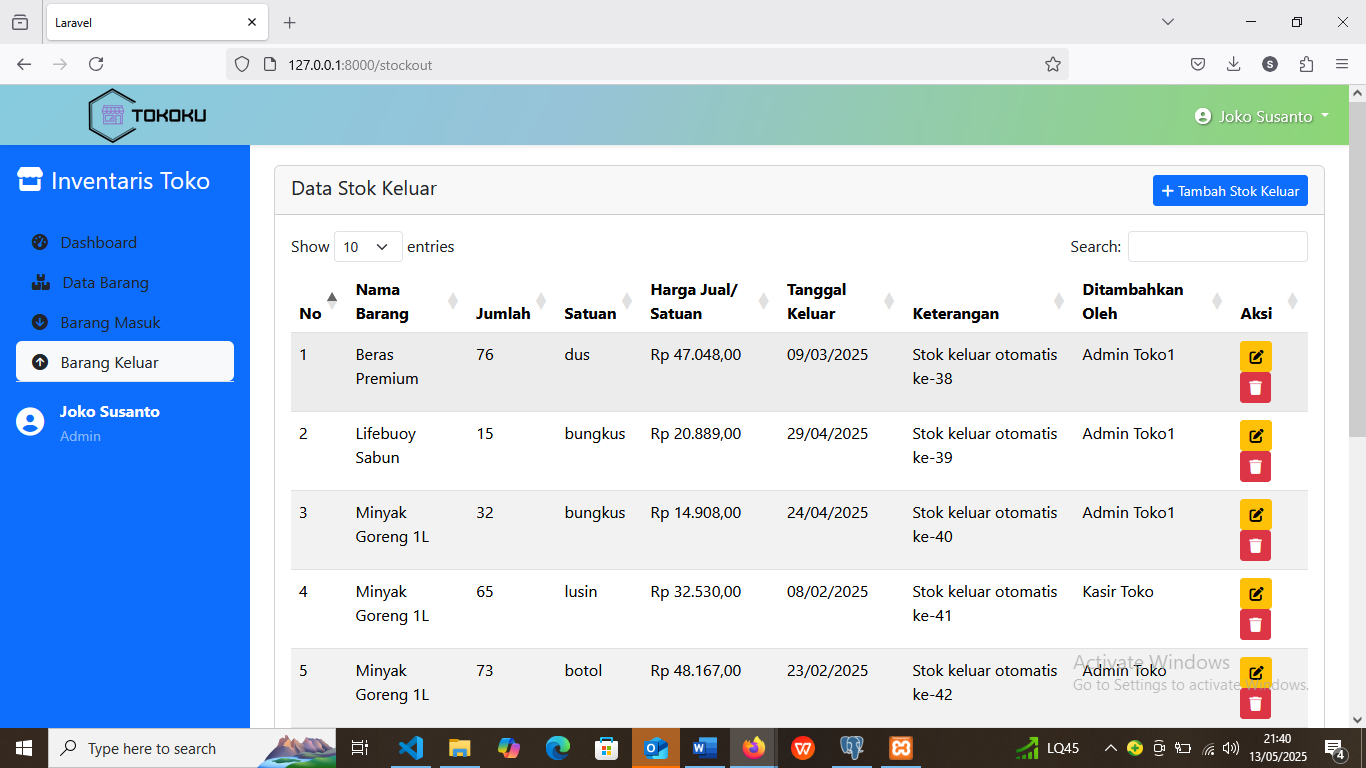 Laravel
127.0.0.1:8000/stockout
S
TOKOKU
Joko Susanto
Inventaris Toko
Dashboard
Data Barang
Barang Masuk
Barang Keluar
Joko Susanto
Admin
Data Stok Keluar
Tambah Stok Keluar
Show 10 entries
Search:
No Nama Barang Jumlah Satuan Harga Jual/ Satuan Tanggal Keluar Keterangan Ditambahkan Oleh Aksi
1 Beras Premium 76 dus Rp 47.048,00 09/03/2025 Stok keluar otomatis ke-38 Admin Toko1
2 Lifebuoy Sabun 15 bungkus Rp 20.889,00 29/04/2025 Stok keluar otomatis ke-39 Admin Toko1
3 Minyak Goreng 1L 32 bungkus Rp 14.908,00 24/04/2025 Stok keluar otomatis ke-40 Admin Toko1
4 Minyak Goreng 1L 65 lusin Rp 32.530,00 08/02/2025 Stok keluar otomatis ke-41 Kasir Toko
5 Minyak Goreng 1L 73 botol Rp 48.167,00 23/02/2025 Stok keluar otomatis ke-42 Admin Toko
Activate Windows
Go to Settings to activate Windows.
Type here to search
LQ45
21:40
13/05/2025
4